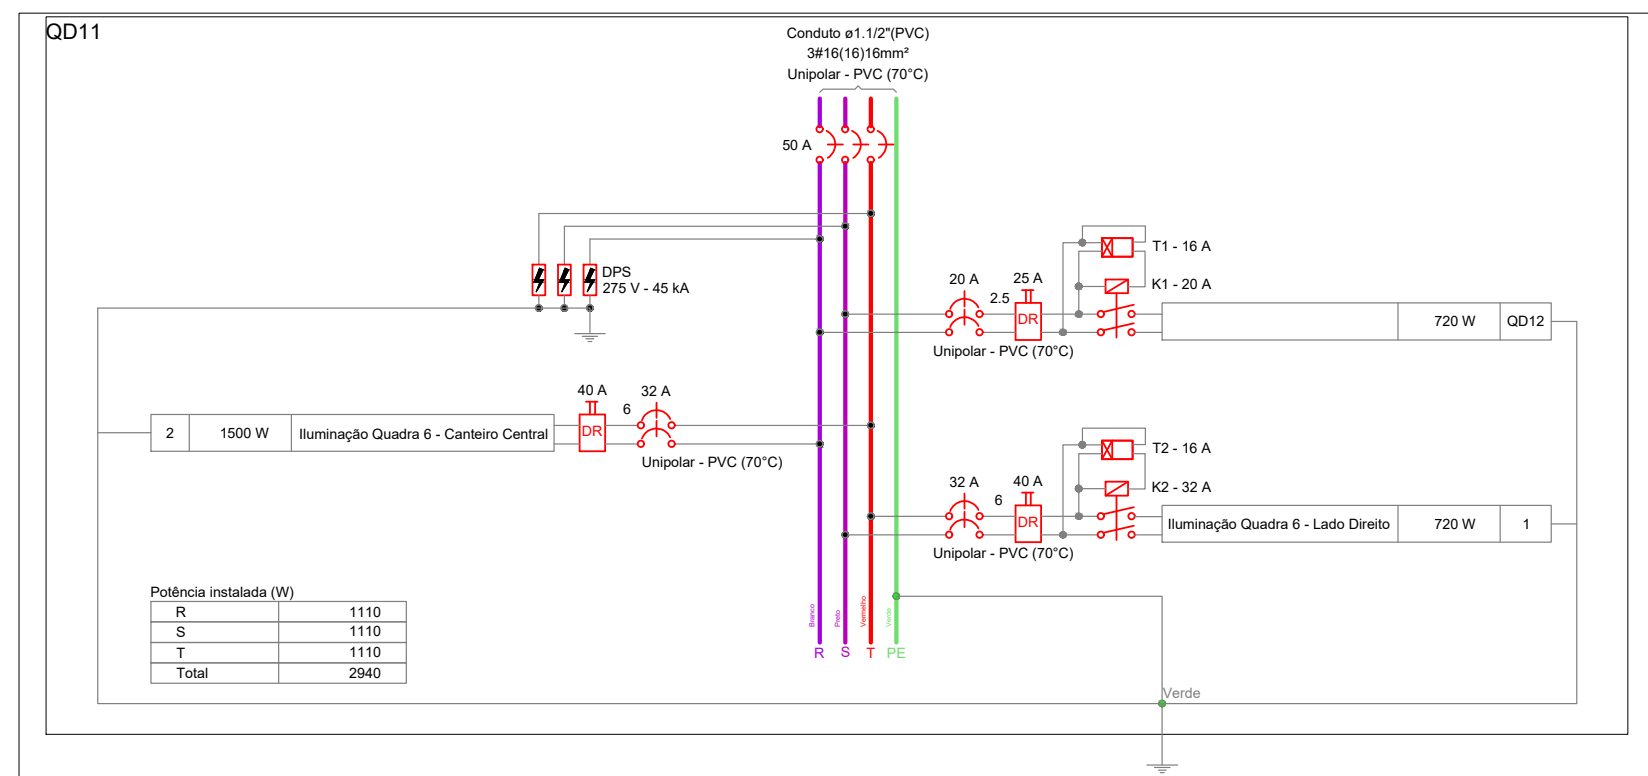 QD11
Conduto ø1.1/2"(PVC)
3#16(16)16mm²
Unipolar - PVC (70°C)
50 A
DPS
275 V - 45 kA
T1 - 16 A
K1 - 20 A
20 A
25 A
2.5
DR
Unipolar - PVC (70°C)
720 W
QD12
40 A
32 A
6
DR
2
1500 W
Iluminação Quadra 6 - Canteiro Central
Unipolar - PVC (70°C)
T2 - 16 A
K2 - 32 A
32 A
40 A
6
DR
Unipolar - PVC (70°C)
Iluminação Quadra 6 - Lado Direito
720 W
1
Potência instalada (W)
R 1110
S 1110
T 1110
Total 2940
Branco
Preto
Vermelho
Verde
R
S
T
PE
Verde